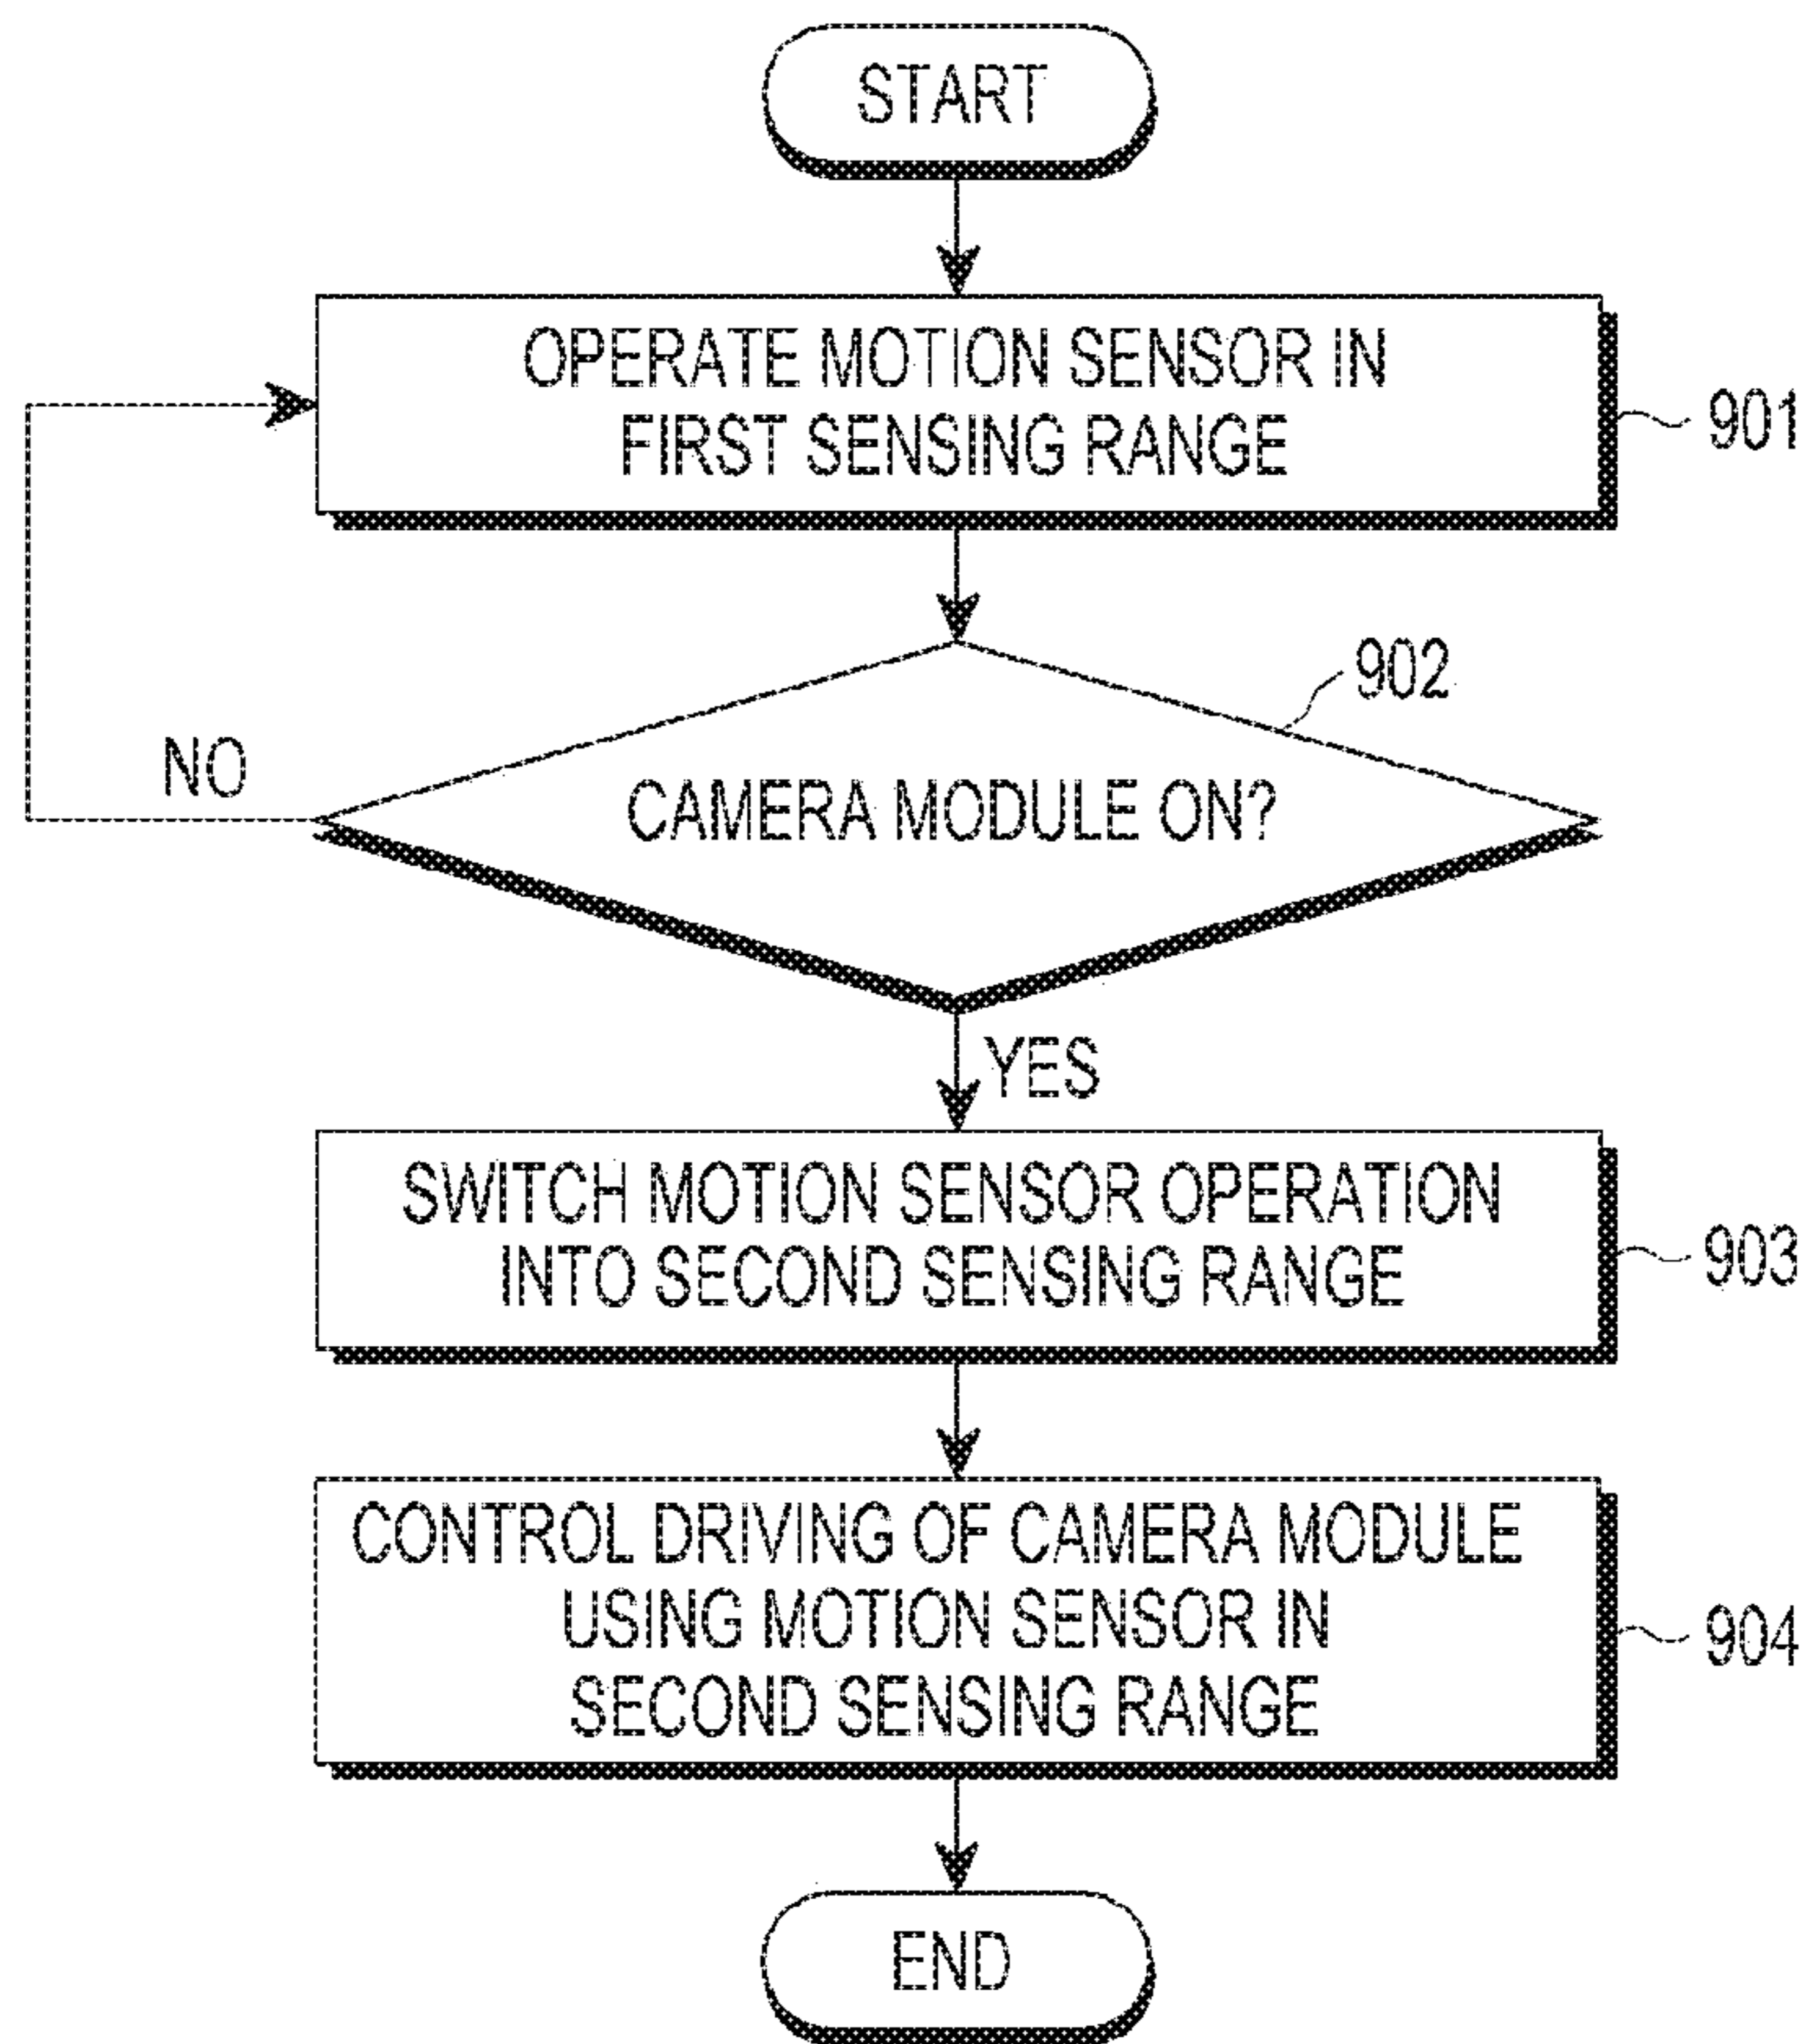 START
OPERATE MOTION SENSOR IN
FIRST SENSING RANGE
901
902
CAMERA MODULE ON?
NO
YES
SWITCH MOTION SENSOR OPERATION
INTO SECOND SENSING RANGE
903
CONTROL DRIVING OF CAMERA MODULE
USING MOTION SENSOR IN
SECOND SENSING RANGE
904
END